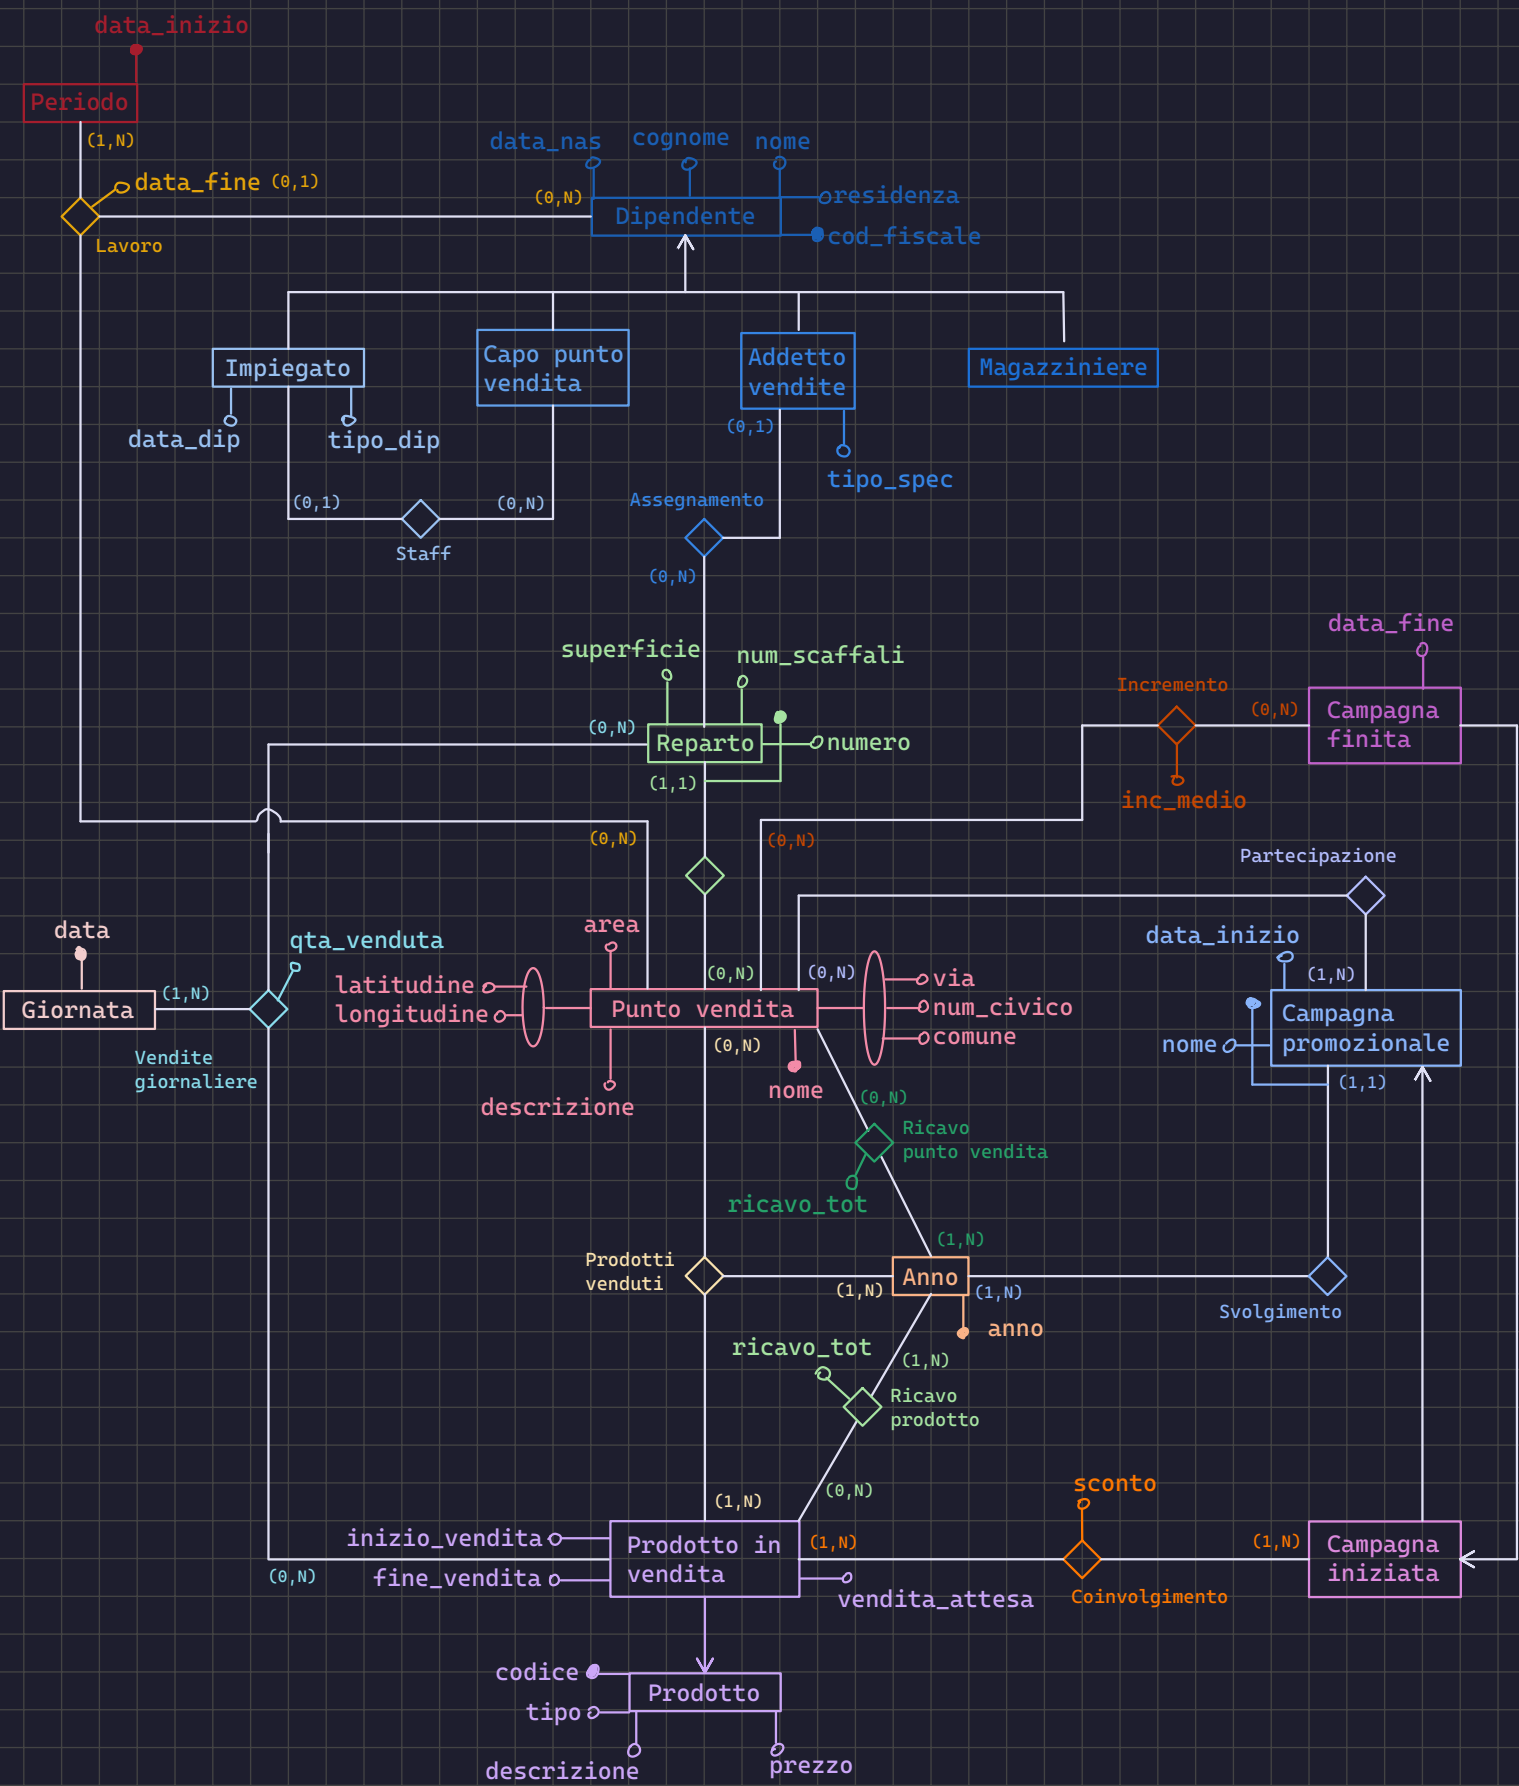 data_inizio
Periodo
(1,N)
data_fine (0,1)
Lavoro
data_nas
cognome
nome
(0,N)
Dipendente
residenza
cod_fiscale
Impiegato
Capo punto
vendita
Addetto
vendite
Magazziniere
data_dip
tipo_dip
(0,1)
tipo_spec
(0,1)
(0,N)
Staff
Assegnamento
(0,N)
superficie
num_scaffali
(0,N)
Reparto
numero
(1,1)
data_fine
Incremento
(0,N)
Campagna
finita
inc_medio
(0,N)
(0,N)
Partecipazione
data
qta_venduta
area
data_inizio
(1,N)
Giornata
latitudine
longitudine
(0,N)
(0,N)
Punto vendita
via
num_civico
comune
(1,N)
Campagna
promozionale
nome
(1,1)
Vendite
giornaliere
(0,N)
nome
descrizione
(0,N)
Ricavo
punto vendita
ricavo_tot
(1,N)
Prodotti
venduti
(1,N)
Anno
(1,N)
anno
Svolgimento
ricavo_tot
(1,N)
Ricavo
prodotto
(1,N)
(0,N)
sconto
inizio_vendita
fine_vendita
(0,N)
Prodotto in
vendita
(1,N)
vendita_attesa
(1,N)
Coinvolgimento
Campagna
iniziata
codice
tipo
Prodotto
descrizione
prezzo